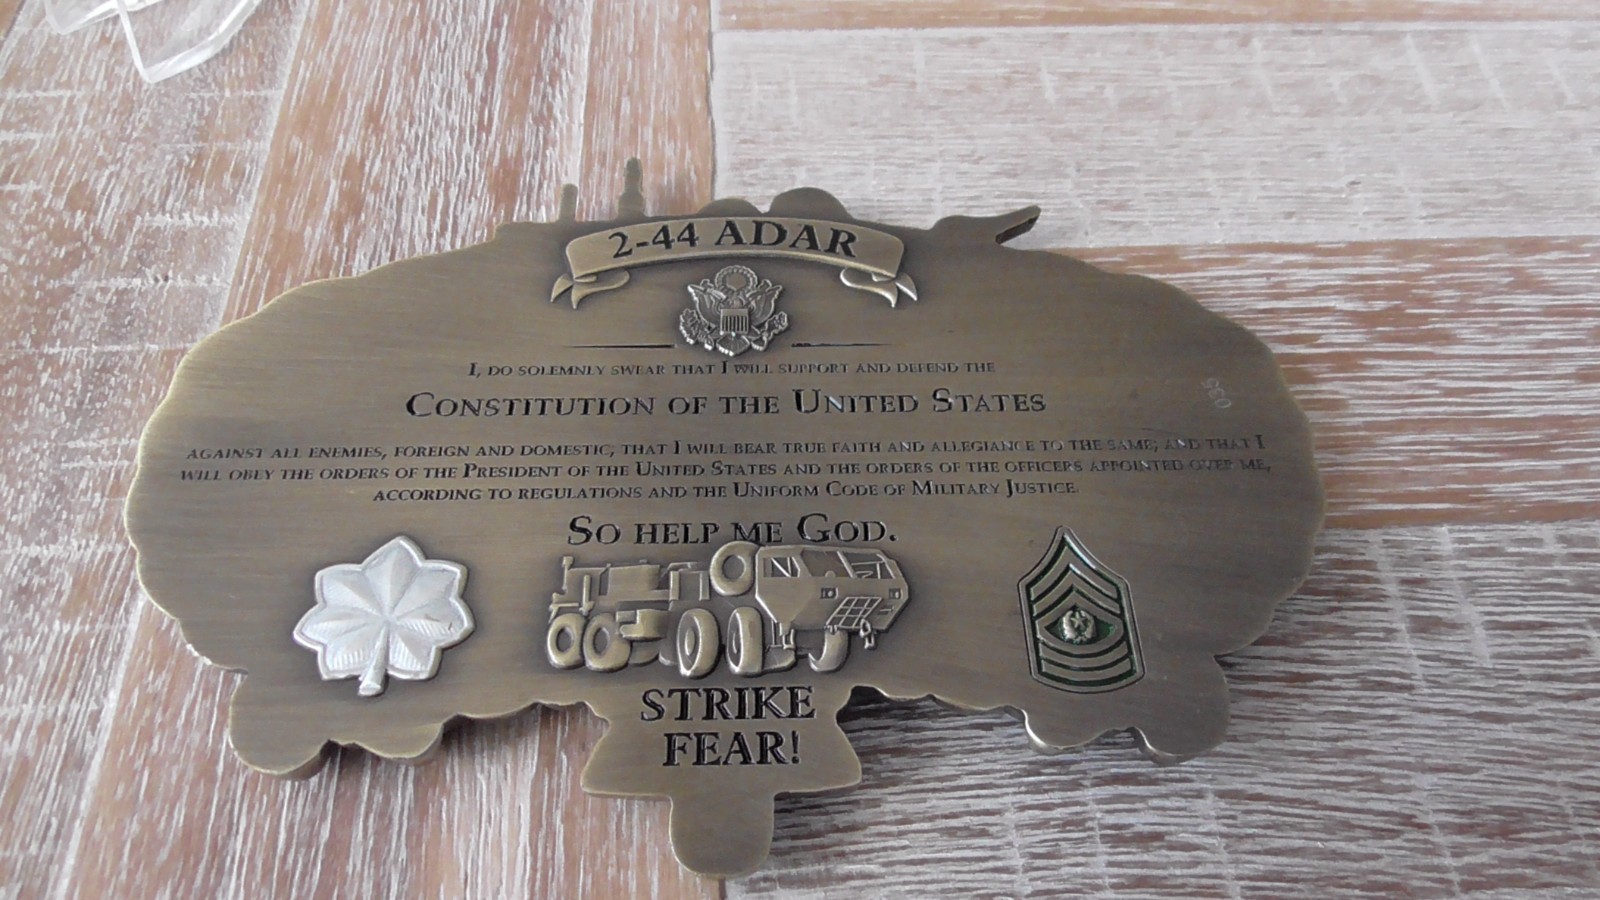 2-44 ADAR
I, DO SOLEMNLY SWEAR THAT I WILL SUPPORT AND DEFEND THE
CONSTITUTION OF THE UNITED STATES
AGAINST ALL ENEMIES, FOREIGN AND DOMESTIC; THAT I WILL BEAR TRUE FAITH AND ALLEGIANCE TO THE SAME; AND THAT I
WILL OBEY THE ORDERS OF THE PRESIDENT OF THE UNITED STATES AND THE ORDERS OF THE OFFICERS APPOINTED OVER ME,
ACCORDING TO REGULATIONS AND THE UNIFORM CODE OF MILITARY JUSTICE.
SO HELP ME GOD.
STRIKE
FEAR!
035